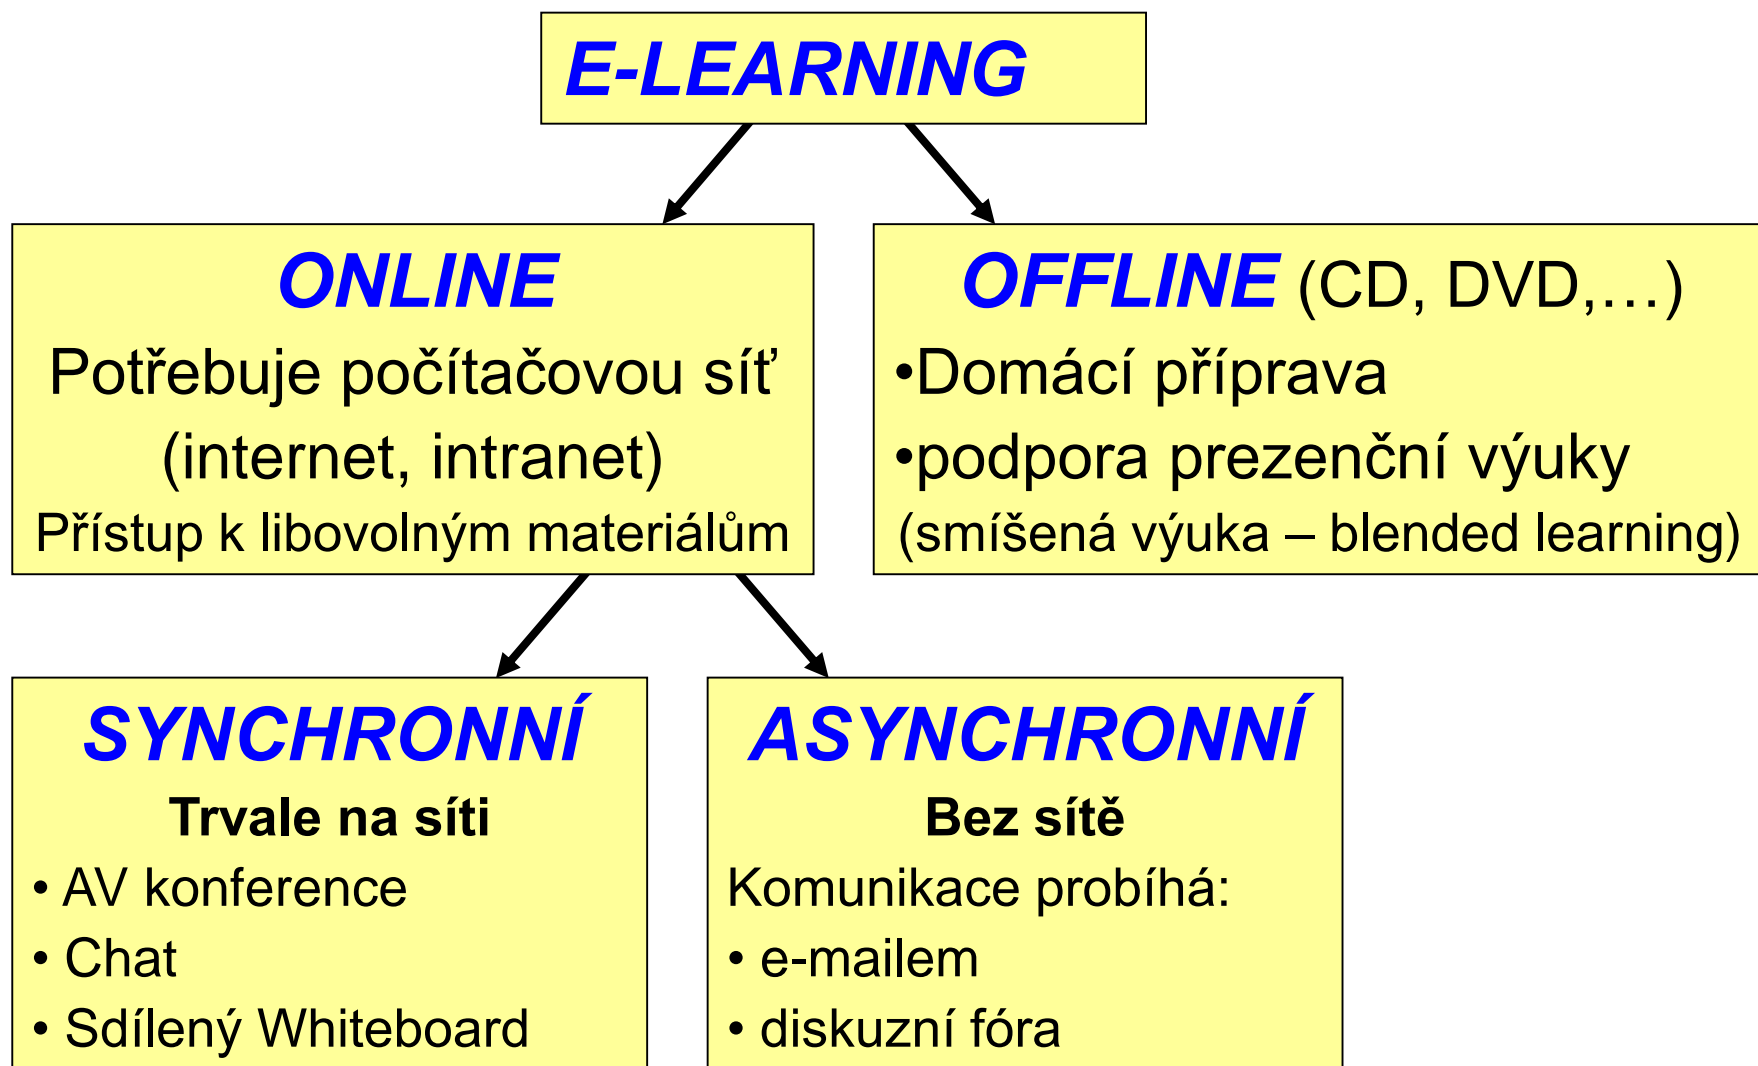 E-LEARNING
ONLINE
Potřebuje počítačovou síť
(internet, intranet)
Přístup k libovolným materiálům
OFFLINE (CD, DVD,…)
•Domácí příprava
•podpora prezenční výuky
(smíšená výuka – blended learning)
SYNCHRONNÍ
Trvale na síti
• AV konference
• Chat
• Sdílený Whiteboard
ASYNCHRONNÍ
Bez sítě
Komunikace probíhá:
• e-mailem
• diskuzní fóra